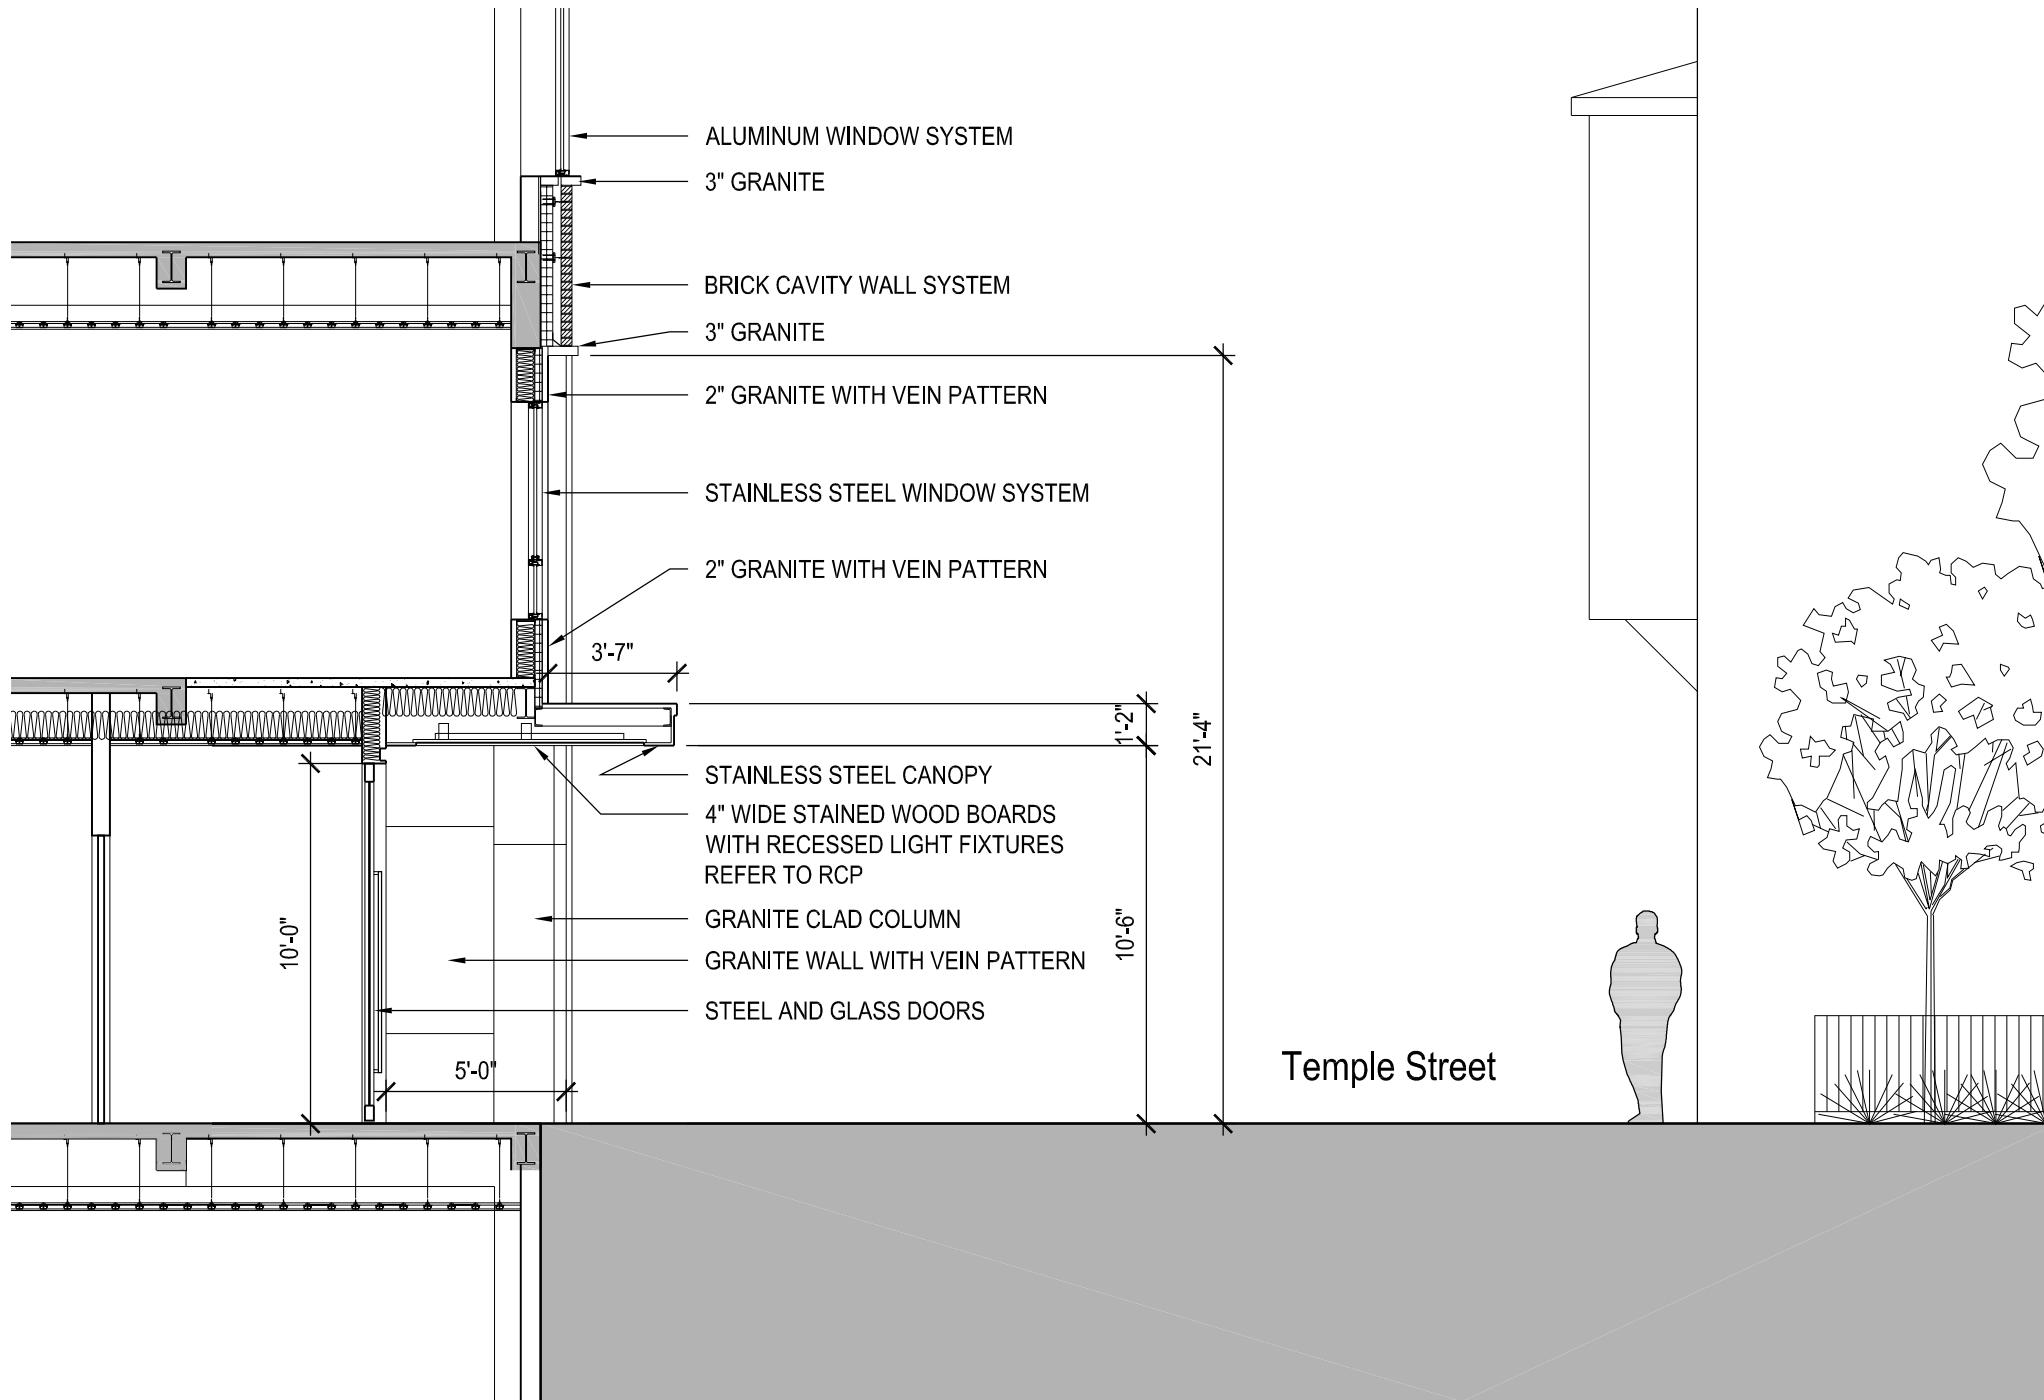 ALUMINUM WINDOW SYSTEM
3" GRANITE
BRICK CAVITY WALL SYSTEM
3" GRANITE
2" GRANITE WITH VEIN PATTERN
STAINLESS STEEL WINDOW SYSTEM
2" GRANITE WITH VEIN PATTERN
3'-7"
1'-2"
21'-4"
STAINLESS STEEL CANOPY
4" WIDE STAINED WOOD BOARDS
WITH RECESSED LIGHT FIXTURES
REFER TO RCP
GRANITE CLAD COLUMN
10'-0"
10'-6"
GRANITE WALL WITH VEIN PATTERN
STEEL AND GLASS DOORS
5'-0"
Temple Street